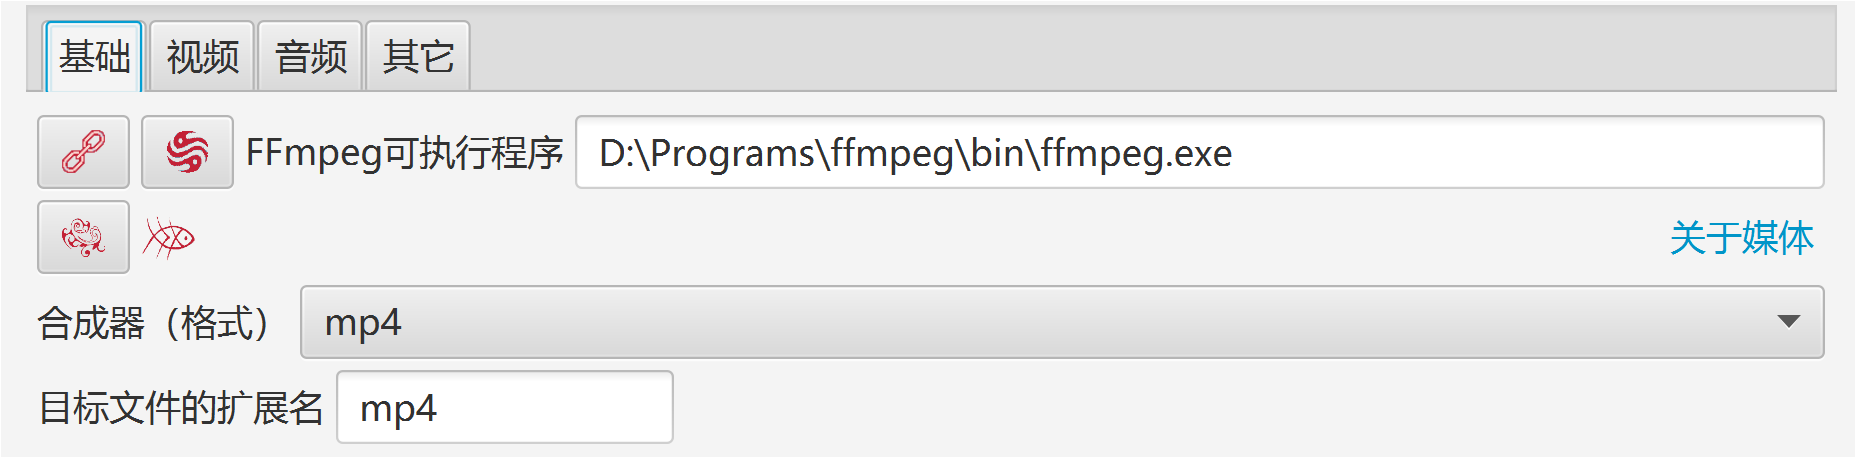 基础 视频 音频 其它
FFmpeg可执行程序 D:\Programs\ffmpeg\bin\ffmpeg.exe
关于媒体
合成器（格式） mp4
目标文件的扩展名 mp4